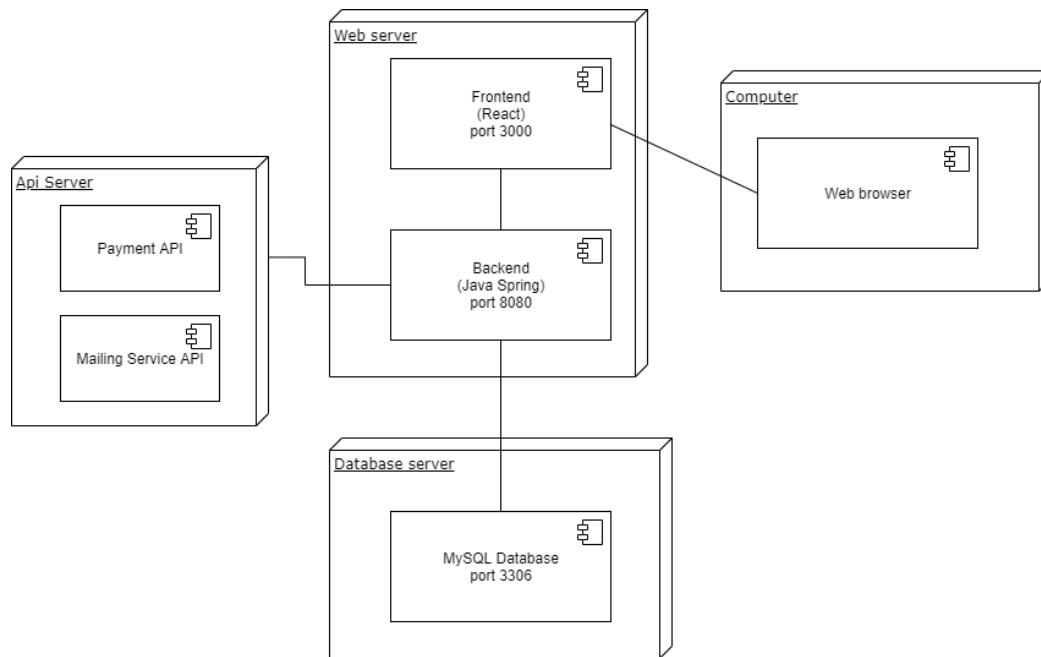 Web server
Frontend
(React)
port 3000
Computer
Web browser
Api Server
Payment API
Mailing Service API
Backend
(Java Spring)
port 8080
Database server
MySQL Database
port 3306